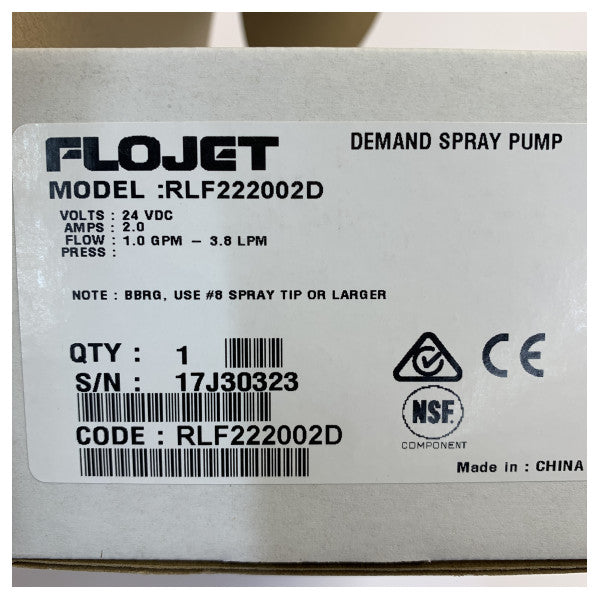 FLOJET
DEMAND SPRAY PUMP
MODEL :RLF222002D
VOLTS : 24 VDC
AMPS : 2.0
FLOW : 1.0 GPM – 3.8 LPM
PRESS :
NOTE : BBRG, USE #8 SPRAY TIP OR LARGER
QTY : 1
S/N : 17J30323
CODE : RLF222002D
CE
NSF.
COMPONENT
Made in : CHINA